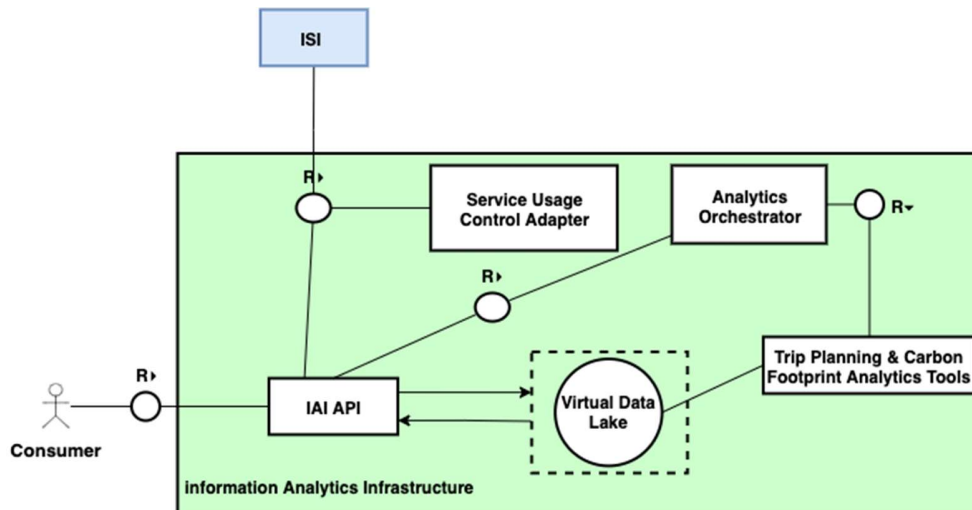 ISI
R
Service Usage
Control Adapter
Analytics
Orchestrator
R
R
R
IAI API
Virtual Data
Lake
Trip Planning & Carbon
Footprint Analytics Tools
Consumer
information Analytics Infrastructure